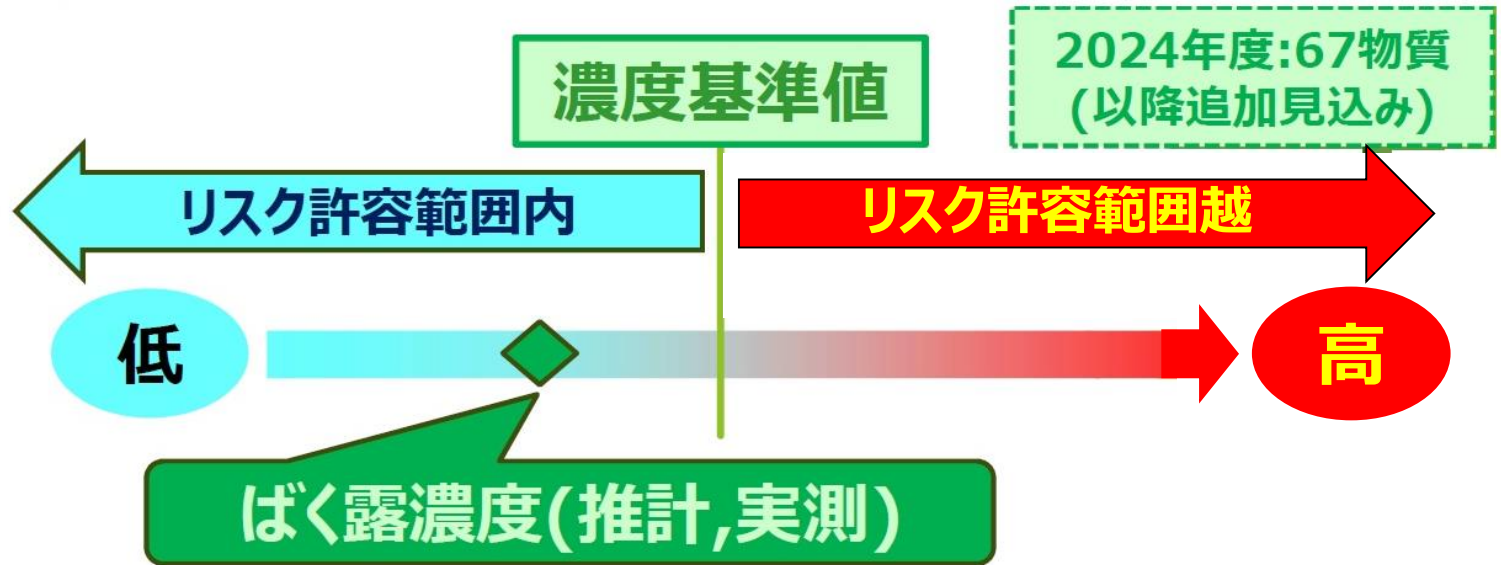 濃度基準値
2024年度:67物質
(以降追加見込み)
リスク許容範囲内
リスク許容範囲越
低
高
ばく露濃度(推計,実測)